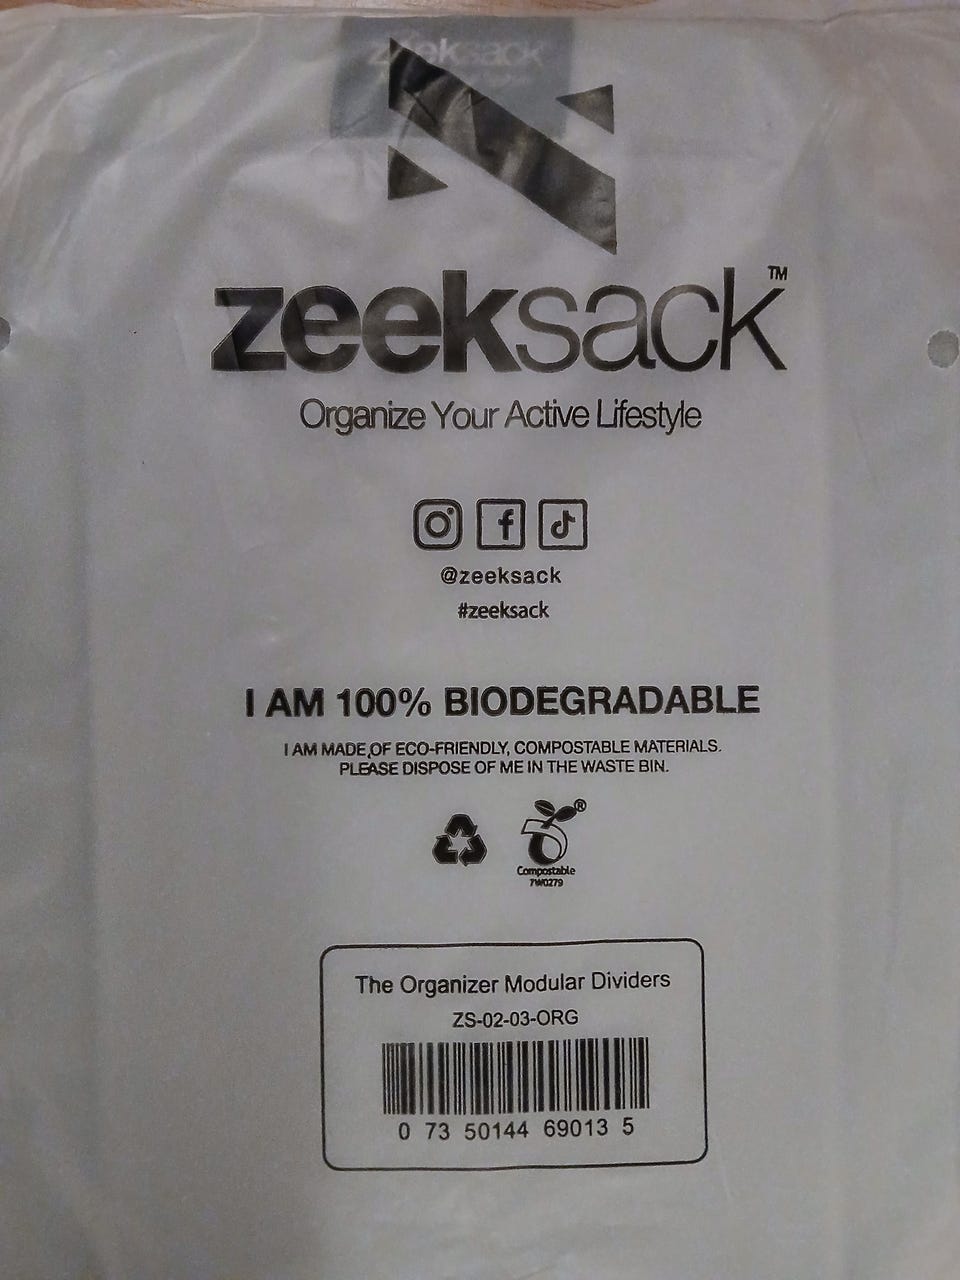 zeeksack
zeeksack™
Organize Your Active Lifestyle
@zeeksack
#zeeksack
I AM 100% BIODEGRADABLE
I AM MADE OF ECO-FRIENDLY, COMPOSTABLE MATERIALS.
PLEASE DISPOSE OF ME IN THE WASTE BIN.
®
Compostable
7W0279
The Organizer Modular Dividers
ZS-02-03-ORG
0 73 50144 69013 5